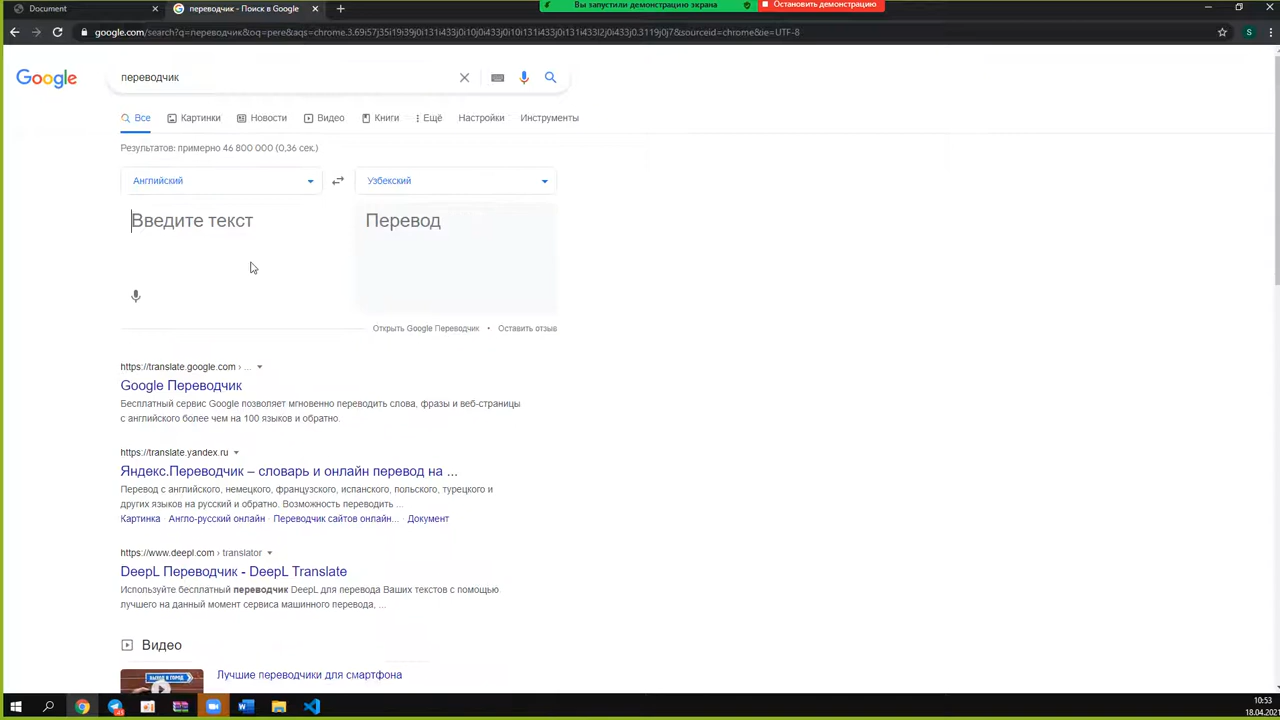 Document
переводчик - Поиск в Google
Вы запустили демонстрацию экрана
Остановить демонстрацию
google.com/search?q=переводчик&oq=pere&aqs=chrome.3.69i57j35i19i39j0i131i433j0i10j0i433j0i10i131i433j0i131i433l2j0i433j0.3119j0j7&sourceid=chrome&ie=UTF-8
S
Google
переводчик
Все
Картинки
Новости
Видео
Книги
Ещё
Настройки
Инструменты
Результатов: примерно 46 800 000 (0,36 сек.)
Английский
Узбекский
Введите текст
Перевод
Открыть Google Переводчик • Оставить отзыв
https://translate.google.com › ...
Google Переводчик
Бесплатный сервис Google позволяет мгновенно переводить слова, фразы и веб-страницы
с английского более чем на 100 языков и обратно.
https://translate.yandex.ru
Яндекс.Переводчик – словарь и онлайн перевод на ...
Перевод с английского, немецкого, французского, испанского, польского, турецкого и
других языков на русский и обратно. Возможность переводить ...
Картинка · Англо-русский онлайн · Переводчик сайтов онлайн... · Документ
https://www.deepl.com › translator
DeepL Переводчик - DeepL Translate
Используйте бесплатный переводчик DeepL для перевода Ваших текстов с помощью
лучшего на данный момент сервиса машинного перевода, ...
Видео
Лучшие переводчики для смартфона
10:53
18.04.202